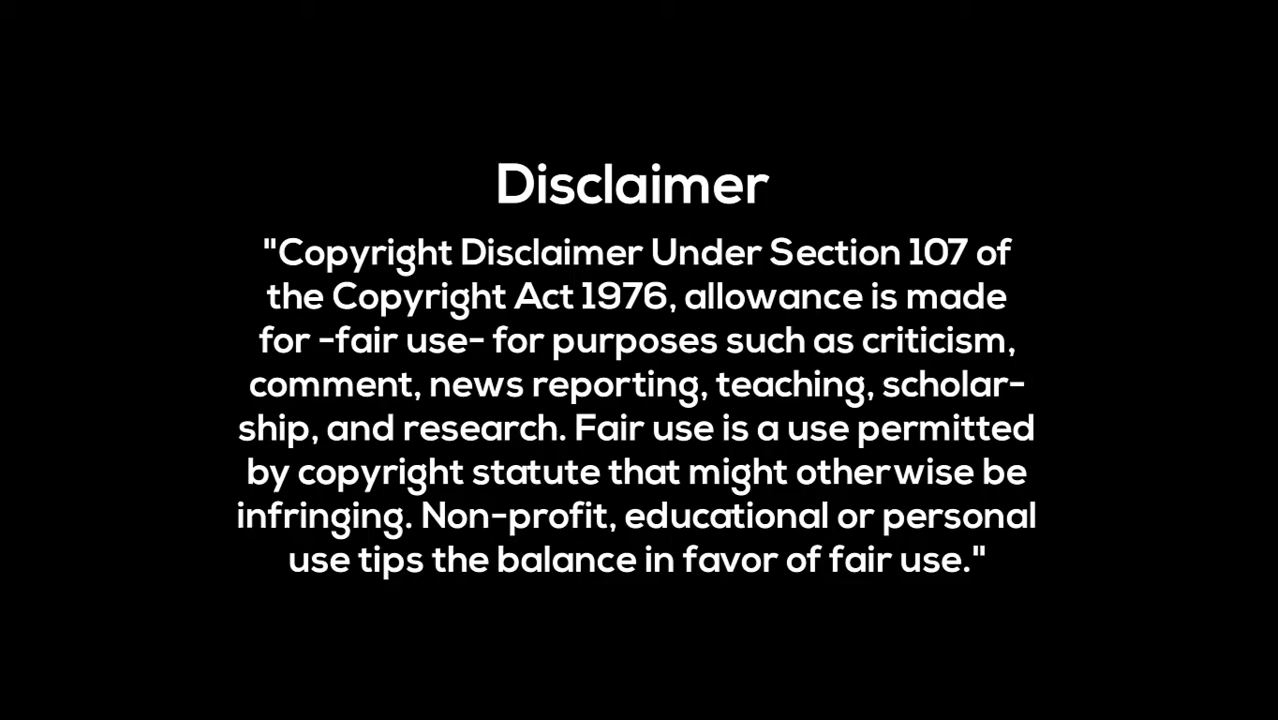 Disclaimer
"Copyright Disclaimer Under Section 107 of
the Copyright Act 1976, allowance is made
for -fair use- for purposes such as criticism,
comment, news reporting, teaching, scholar-
ship, and research. Fair use is a use permitted
by copyright statute that might otherwise be
infringing. Non-profit, educational or personal
use tips the balance in favor of fair use."